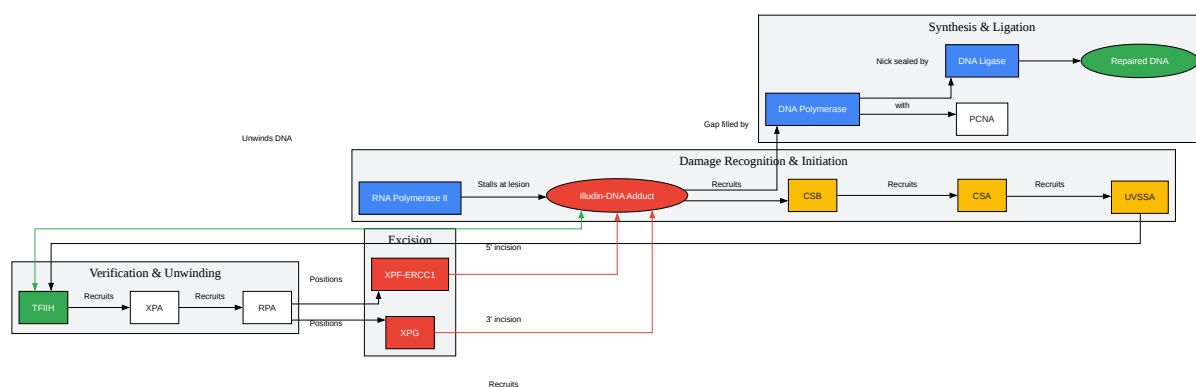 Synthesis & Ligation
Nick sealed by
DNA Ligase
Repaired DNA
DNA Polymerase
with
PCNA
Gap filled by
Unwinds DNA
Damage Recognition & Initiation
RNA Polymerase II
Stalls at lesion
Illudin-DNA Adduct
Recruits
CSB
Recruits
CSA
Recruits
UVSSA
Excision
5' incision
XPF-ERCC1
Verification & Unwinding
Positions
TFIIH
Recruits
XPA
Recruits
RPA
Positions
XPG
3' incision
Recruits